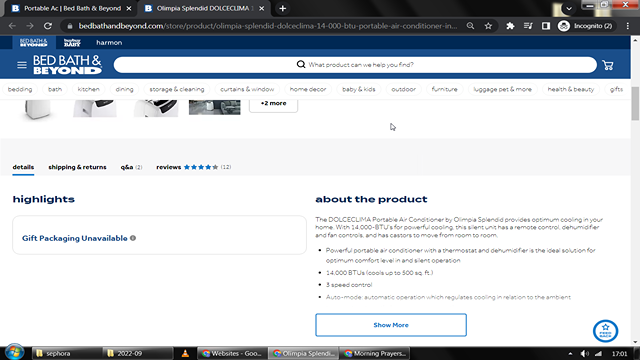 Portable Ac | Bed Bath & Beyond
Olimpia Splendid DOLCECLIMA 1
bedbathandbeyond.com/store/product/olimpia-splendid-dolceclima-14-000-btu-portable-air-conditioner-in...
Incognito (2)
BED BATH & BEYOND
buybuy BABY
harmon
BED BATH & BEYOND
What product can we help you find?
bedding bath kitchen dining storage & cleaning curtains & window home decor baby & kids outdoor furniture luggage pet & more health & beauty gifts
+2 more
details shipping & returns q&a (2) reviews (12)
highlights
Gift Packaging Unavailable
about the product
The DOLCECLIMA Portable Air Conditioner by Olimpia Splendid provides optimum cooling in your
home. With 14,000-BTU's for powerful cooling, this silent unit has a remote control, dehumidifier
and fan controls, and has castors to move from room to room.
• Powerful portable air conditioner with a thermostat and dehumidifier is the ideal solution for
optimum comfort level in and silent operation
• 14,000 BTUs (cools up to 500 sq. ft.)
• 3 speed control
• Auto-mode: automatic operation which regulates cooling in relation to the ambient
Show More
FEED BACK
sephora
2022-09
Websites - Goo...
Olimpia Splendi...
Morning Prayers...
17:01